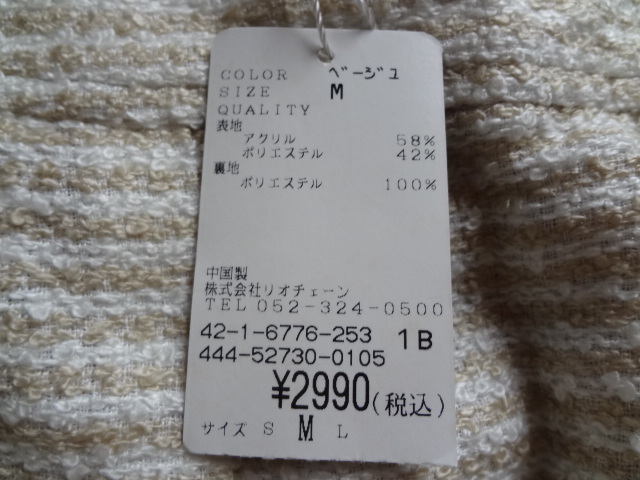 COLOR ベージュ
SIZE M
QUALITY
表地
アクリル 58%
ポリエステル 42%
裏地
ポリエステル 100%
中国製
株式会社リオチェーン
TEL 052-324-0500
42-1-6776-253 1B
444-52730-0105
¥2990(税込)
サイズ S M L